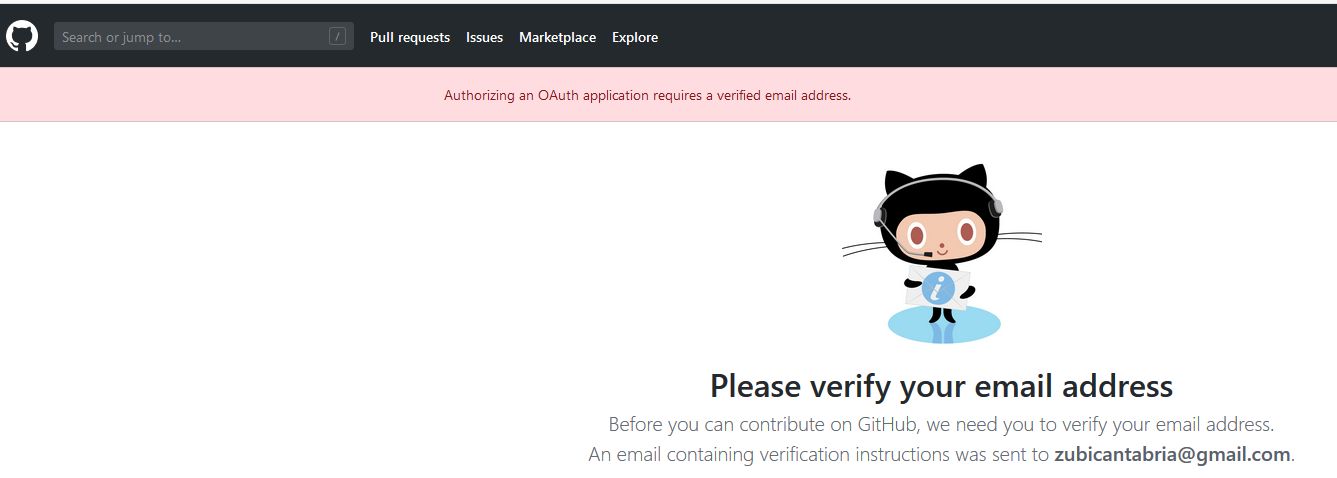 Search or jump to... /
Pull requests Issues Marketplace Explore
Authorizing an OAuth application requires a verified email address.
i
Please verify your email address
Before you can contribute on GitHub, we need you to verify your email address.
An email containing verification instructions was sent to zubicantabria@gmail.com.